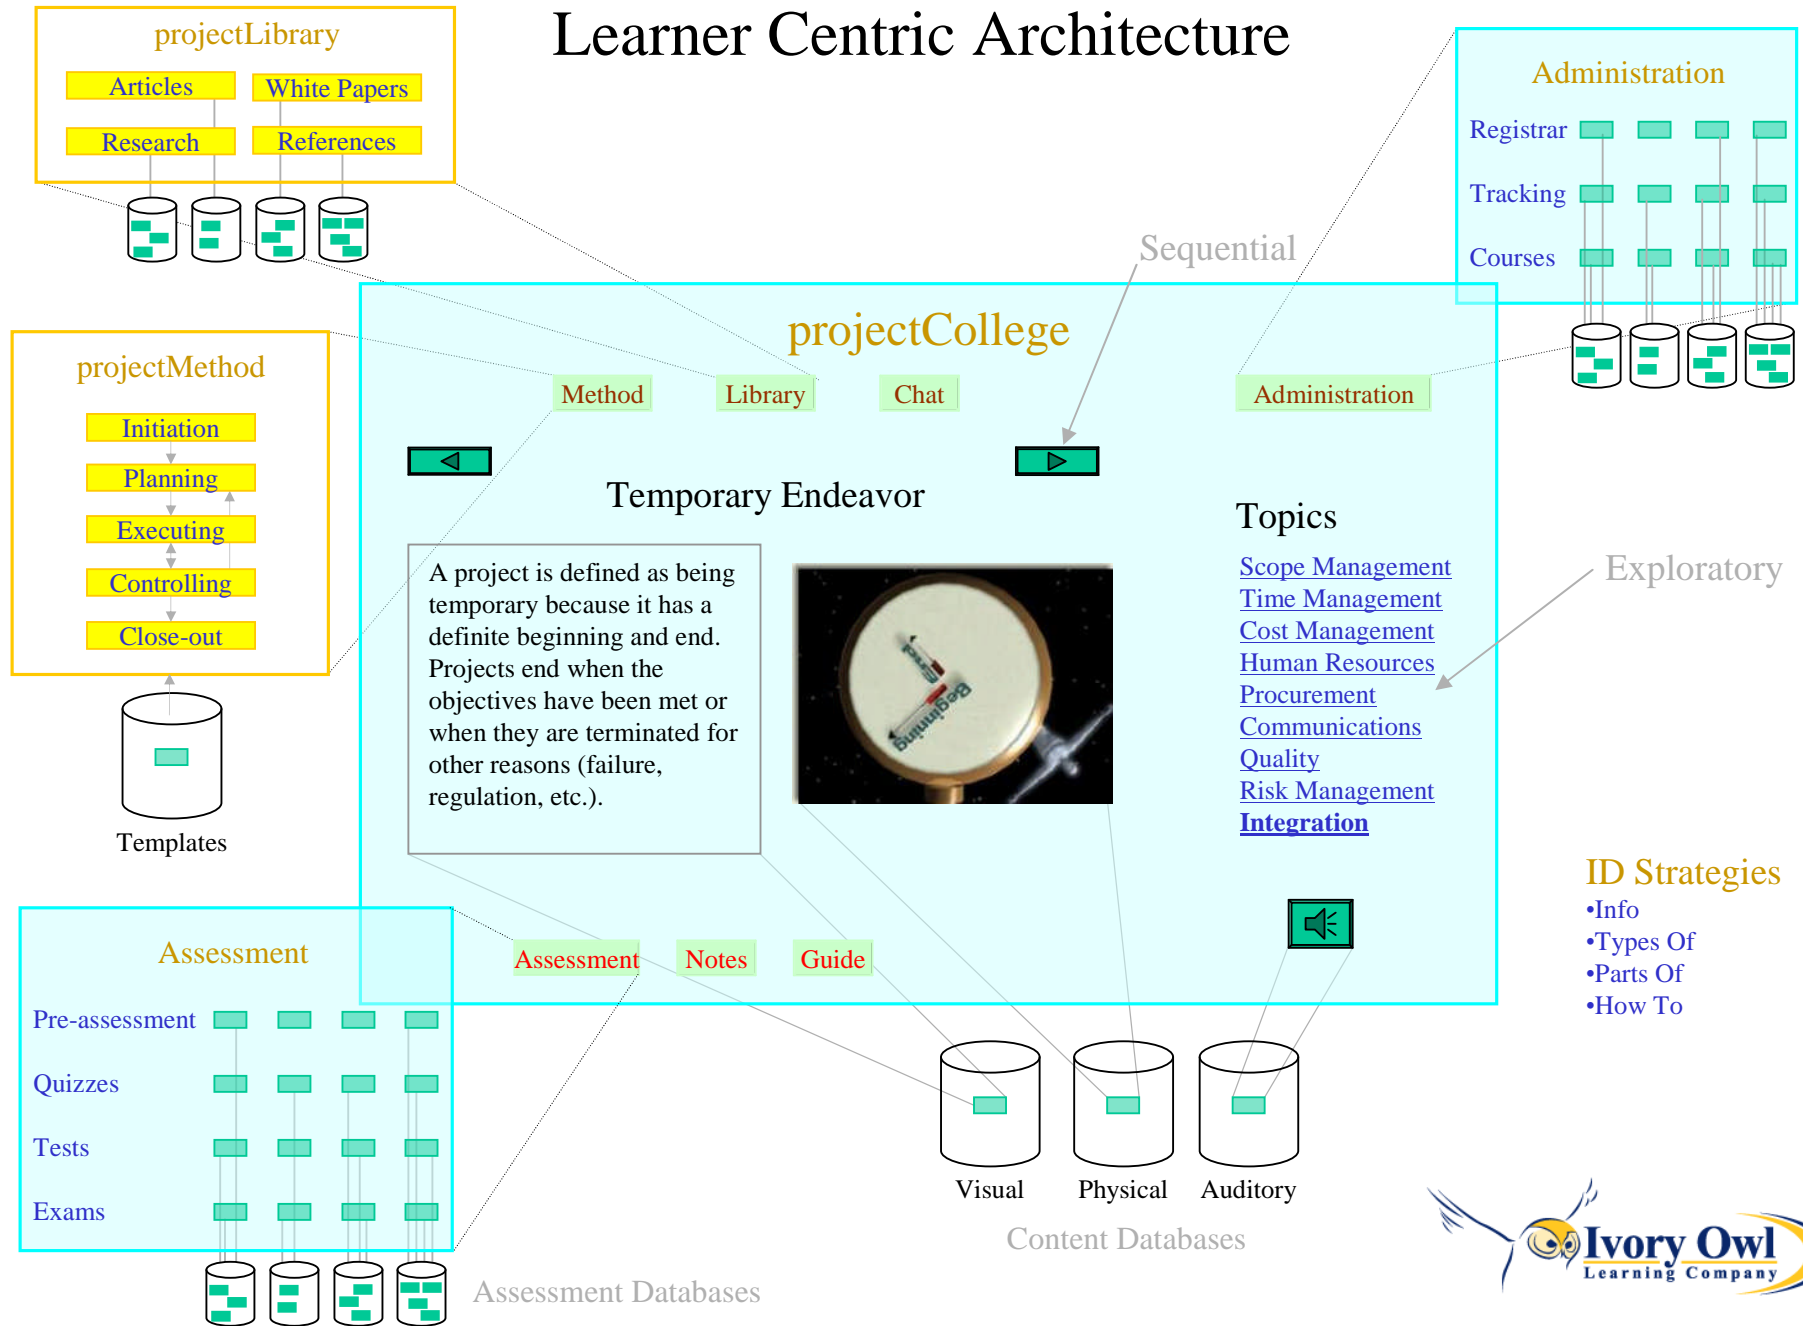 Learner Centric Architecture
projectLibrary
Articles
White Papers
Research
References
Administration
Registrar
Tracking
Courses
Sequential
projectCollege
Method
Library
Chat
Administration
projectMethod
Initiation
Planning
Executing
Controlling
Close-out
Templates
Temporary Endeavor
A project is defined as being
temporary because it has a
definite beginning and end.
Projects end when the
objectives have been met or
when they are terminated for
other reasons (failure,
regulation, etc.).
End
Beginning
Topics
Scope Management
Time Management
Cost Management
Human Resources
Procurement
Communications
Quality
Risk Management
Integration
Exploratory
ID Strategies
•Info
•Types Of
•Parts Of
•How To
Assessment
Notes
Guide
Assessment
Pre-assessment
Quizzes
Tests
Exams
Assessment Databases
Visual
Physical
Auditory
Content Databases
Ivory Owl
Learning Company